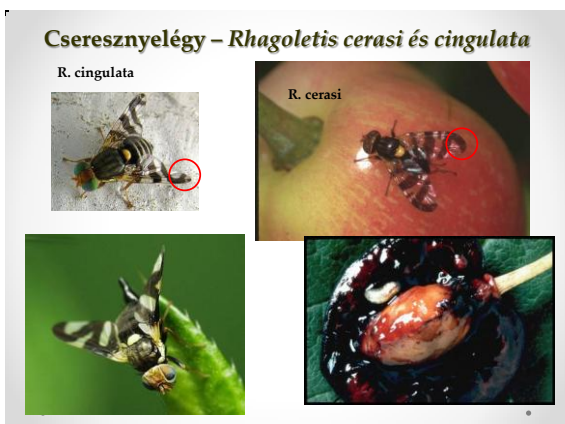 Cseresznyelégy – Rhagoletis cerasi és cingulata
R. cingulata
R. cerasi